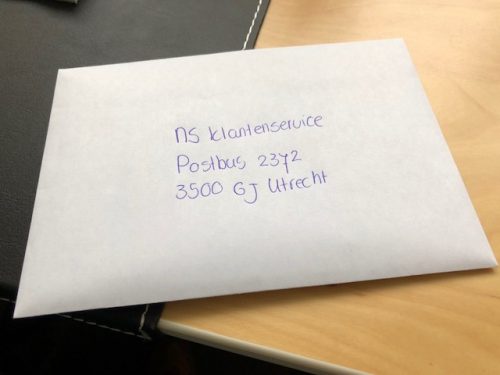 NS Klantenservice
Postbus 2372
3500 GJ Utrecht